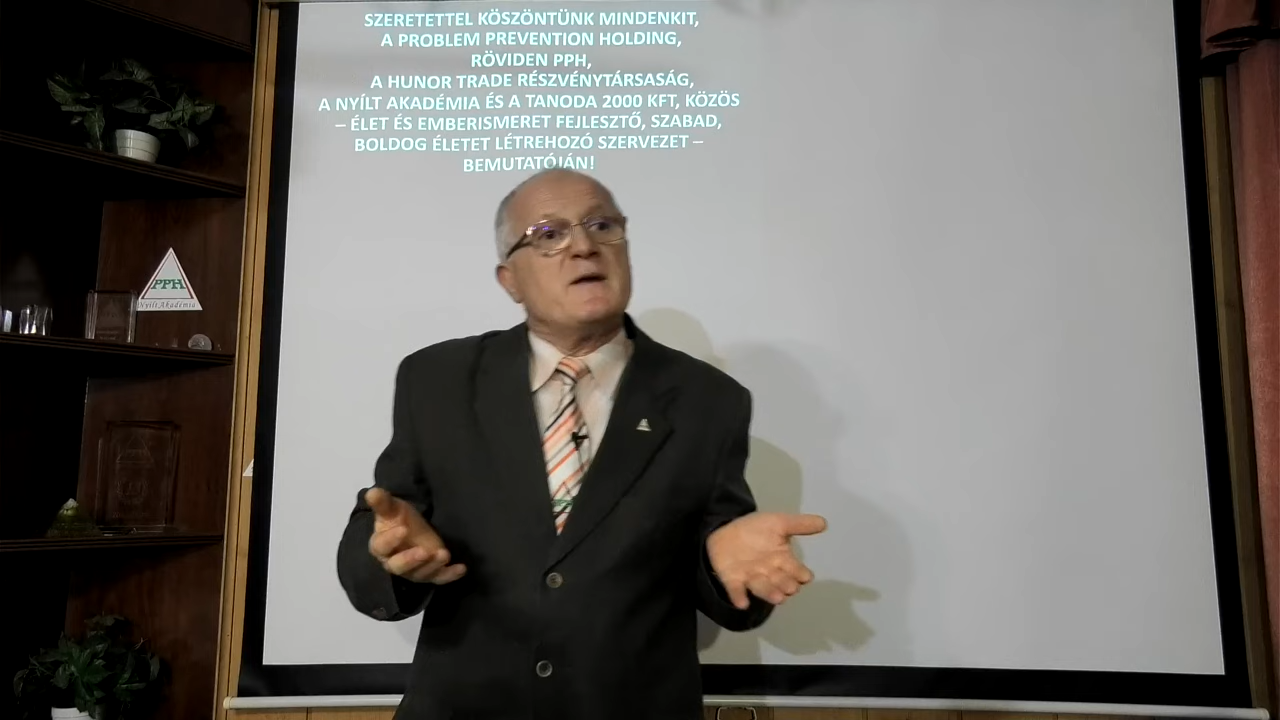 SZERETETTEL KÖSZÖNTÜNK MINDENKIT,
A PROBLEM PREVENTION HOLDING,
RÖVIDEN PPH,
A HUNOR TRADE RÉSZVÉNYTÁRSASÁG,
A NYÍLT AKADÉMIA ÉS A TANODA 2000 KFT, KÖZÖS
– ÉLET ÉS EMBERISMERET FEJLESZTŐ, SZABAD,
BOLDOG ÉLETET LÉTREHOZÓ SZERVEZET –
BEMUTATÓJÁN!
PPH
Nyílt Akadémia